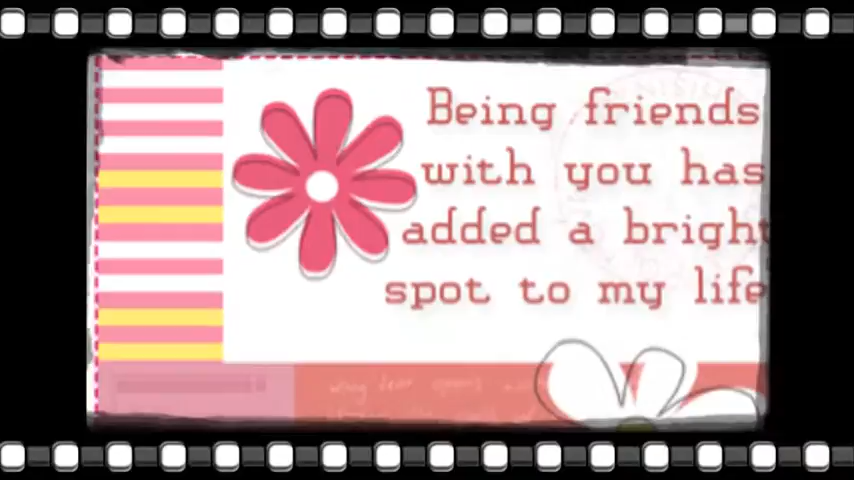 Being friends
with you has
added a bright
spot to my life